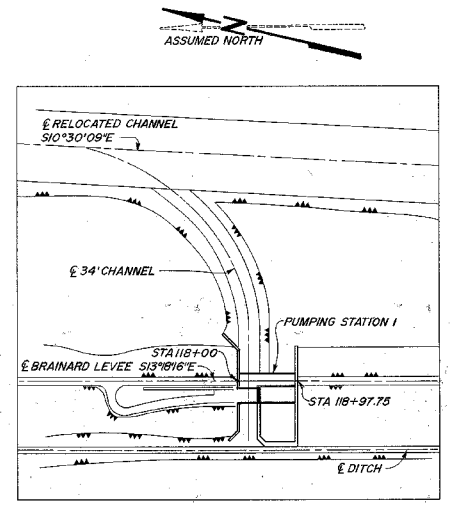 N
ASSUMED NORTH
℄ RELOCATED CHANNEL
S10°30'09"E
℄ 34' CHANNEL
PUMPING STATION 1
STA 118+00
℄ BRAINARD LEVEE S13°18'16"E
STA 118+97.75
℄ DITCH